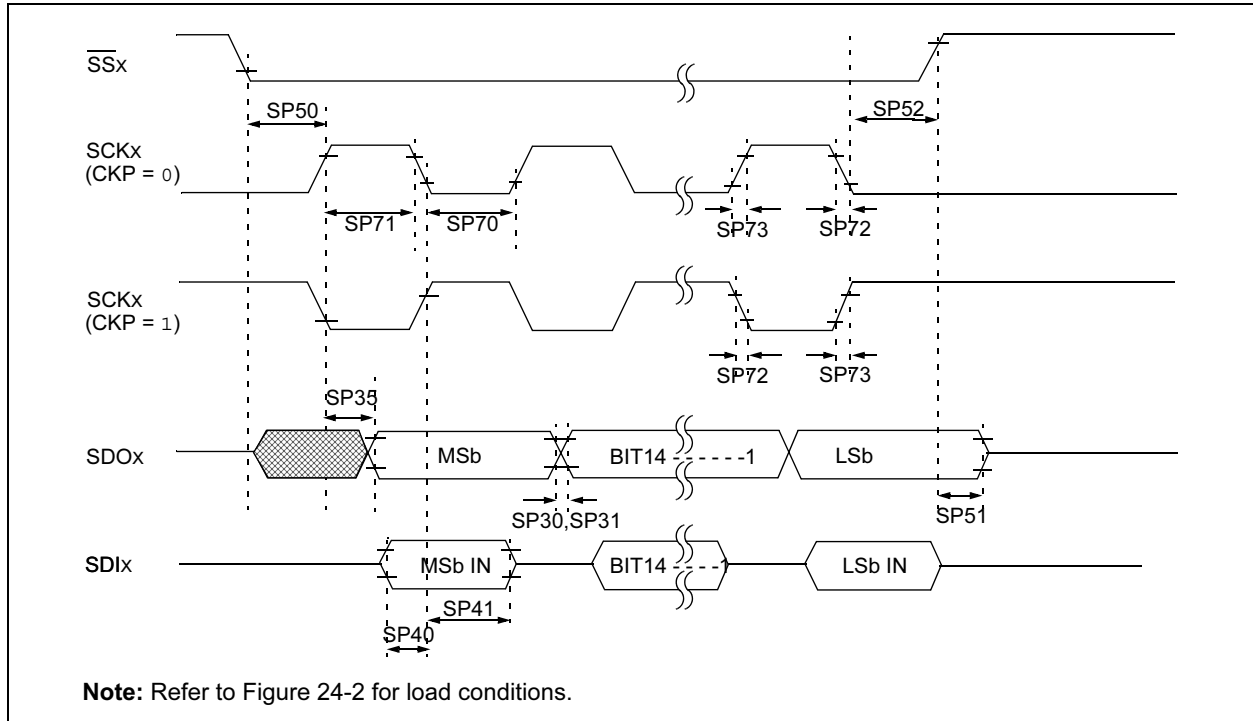 SSx
SP50
SP52
SCKx
(CKP = 0)
SP71
SP70
SP73
SP72
SCKx
(CKP = 1)
SP72
SP73
SP35
SDOx
MSb
BIT14 - - - - - -1
LSb
SP30,SP31
SP51
SDIx
MSb IN
BIT14 - - - - -1
LSb IN
SP41
SP40
Note: Refer to Figure 24-2 for load conditions.